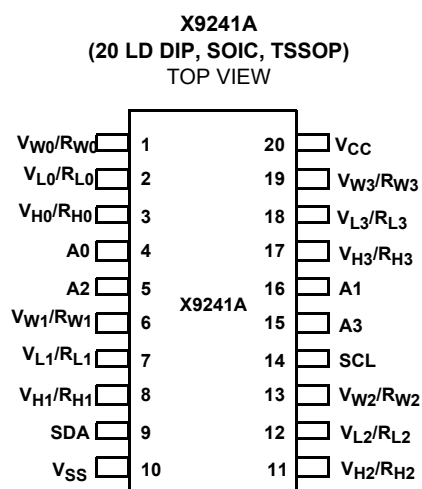 X9241A
(20 LD DIP, SOIC, TSSOP)
TOP VIEW
VW0/RW0 1 20 VCC
VL0/RL0 2 19 VW3/RW3
VH0/RH0 3 18 VL3/RL3
A0 4 17 VH3/RH3
A2 5 16 A1
X9241A
VW1/RW1 6 15 A3
VL1/RL1 7 14 SCL
VH1/RH1 8 13 VW2/RW2
SDA 9 12 VL2/RL2
VSS 10 11 VH2/RH2